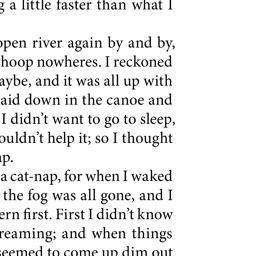 a little faster than what I
open river again by and by,
whoop nowheres. I reckoned
maybe, and it was all up with
laid down in the canoe and
I didn't want to go to sleep,
couldn't help it; so I thought
nap.
a cat-nap, for when I waked
the fog was all gone, and I
stern first. First I didn't know
dreaming; and when things
seemed to come up dim out